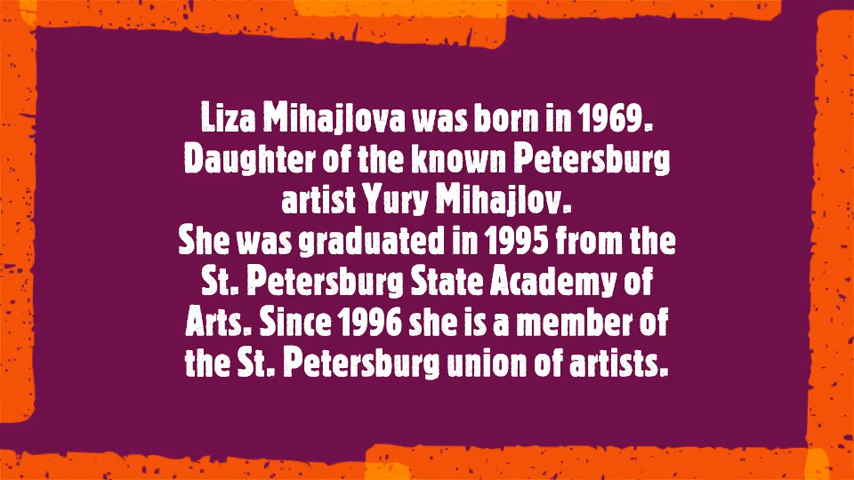 Liza Mihajlova was born in 1969.
Daughter of the known Petersburg
artist Yury Mihajlov.
She was graduated in 1995 from the
St. Petersburg State Academy of
Arts. Since 1996 she is a member of
the St. Petersburg union of artists.